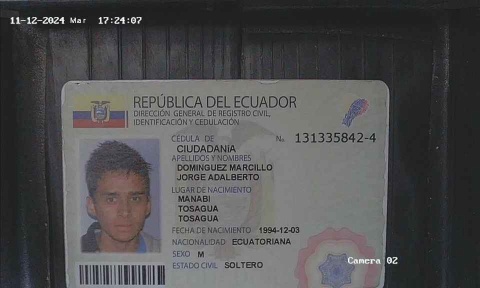 11-12-2024 Mar 17:24:07
REPÚBLICA DEL ECUADOR
DIRECCIÓN GENERAL DE REGISTRO CIVIL,
IDENTIFICACIÓN Y CEDULACIÓN
CÉDULA DE No 131335842-4
CIUDADANÍA
APELLIDOS Y NOMBRES
DOMINGUEZ MARCILLO
JORGE ADALBERTO
LUGAR DE NACIMIENTO
MANABI
TOSAGUA
TOSAGUA
FECHA DE NACIMIENTO 1994-12-03
NACIONALIDAD ECUATORIANA
SEXO M
ESTADO CIVIL SOLTERO
Camera 02